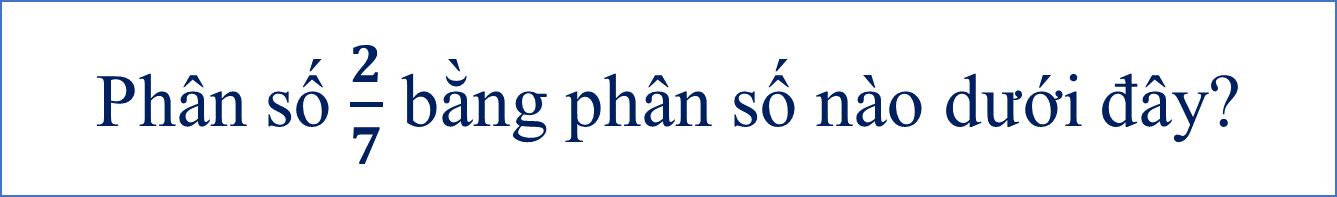 Phân số 2/7 bằng phân số nào dưới đây?